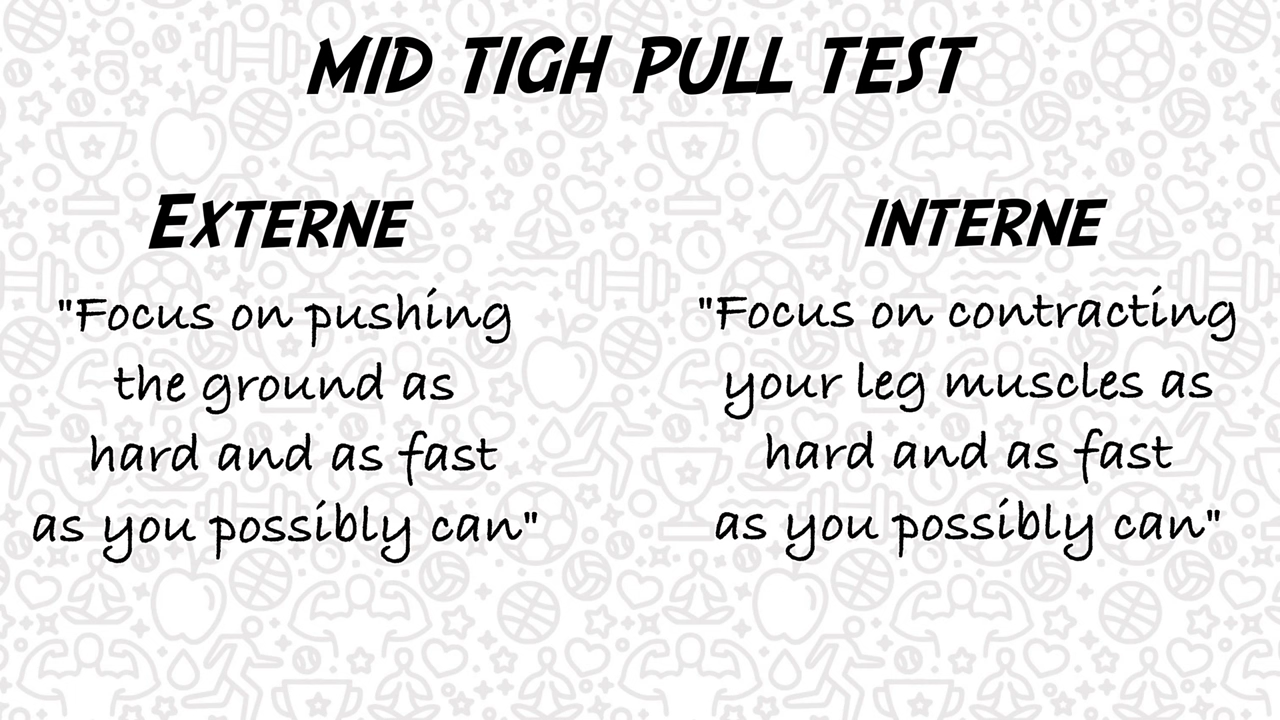 MID TIGH PULL TEST
EXTERNE
"Focus on pushing
the ground as
hard and as fast
as you possibly can"
INTERNE
"Focus on contracting
your leg muscles as
hard and as fast
as you possibly can"